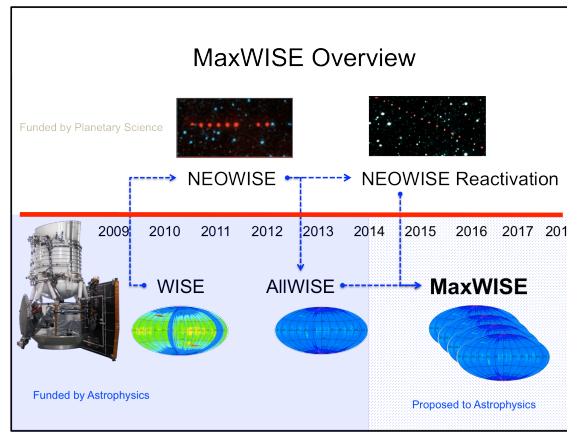 MaxWISE Overview
Funded by Planetary Science
NEOWISE
NEOWISE Reactivation
2009 2010 2011 2012 2013 2014 2015 2016 2017 201
WISE
AllWISE
MaxWISE
Funded by Astrophysics
Proposed to Astrophysics